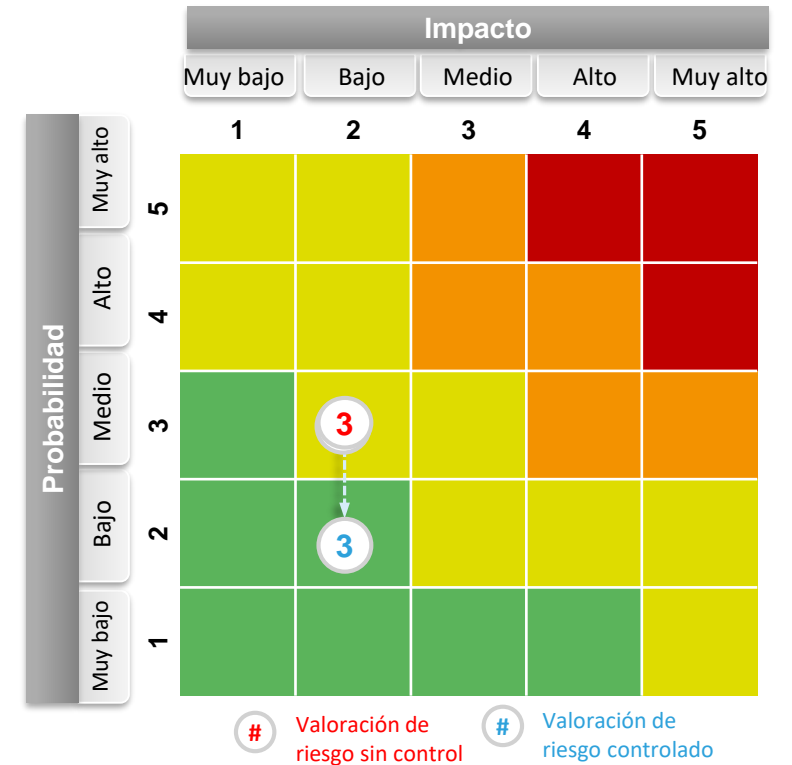 Impacto
Muy bajo Bajo Medio Alto Muy alto
1 2 3 4 5
Probabilidad
Muy alto 5
Alto 4
Medio 3
3
Bajo 2
3
Muy bajo 1
# Valoración de
riesgo sin control
# Valoración de
riesgo controlado